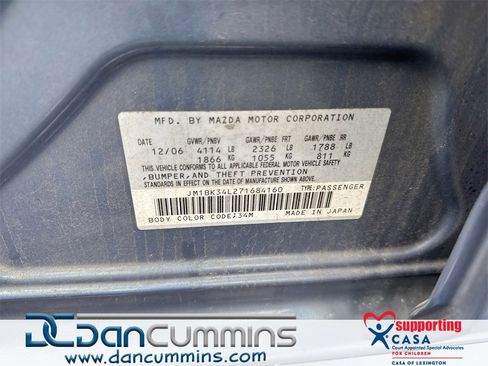 MFD. BY MAZDA MOTOR CORPORATION
GVWR/PNBV GAWR/PNBE FRT GAWR/PNBE RR
12/06 4114 LB 2326 LB 1788 LB
1866 KG 1055 KG 811 KG
THIS VEHICLE CONFORMS TO ALL APPLICABLE FEDERAL MOTOR VEHICLE SAFETY
,BUMPER, AND THEFT PREVENTION
STANDARDS IN EFFECT ON THE DATE OF MANUFACTURE SHOWN ABOVE.
JM1BK34L271684160 TYPE:PASSENGER
BODY COLOR CODE:34M MADE IN JAPAN
DANCUMMINS
www.dancummins.com
supporting
CASA
Court Appointed Special Advocates
FOR CHILDREN
CASA OF LEXINGTON